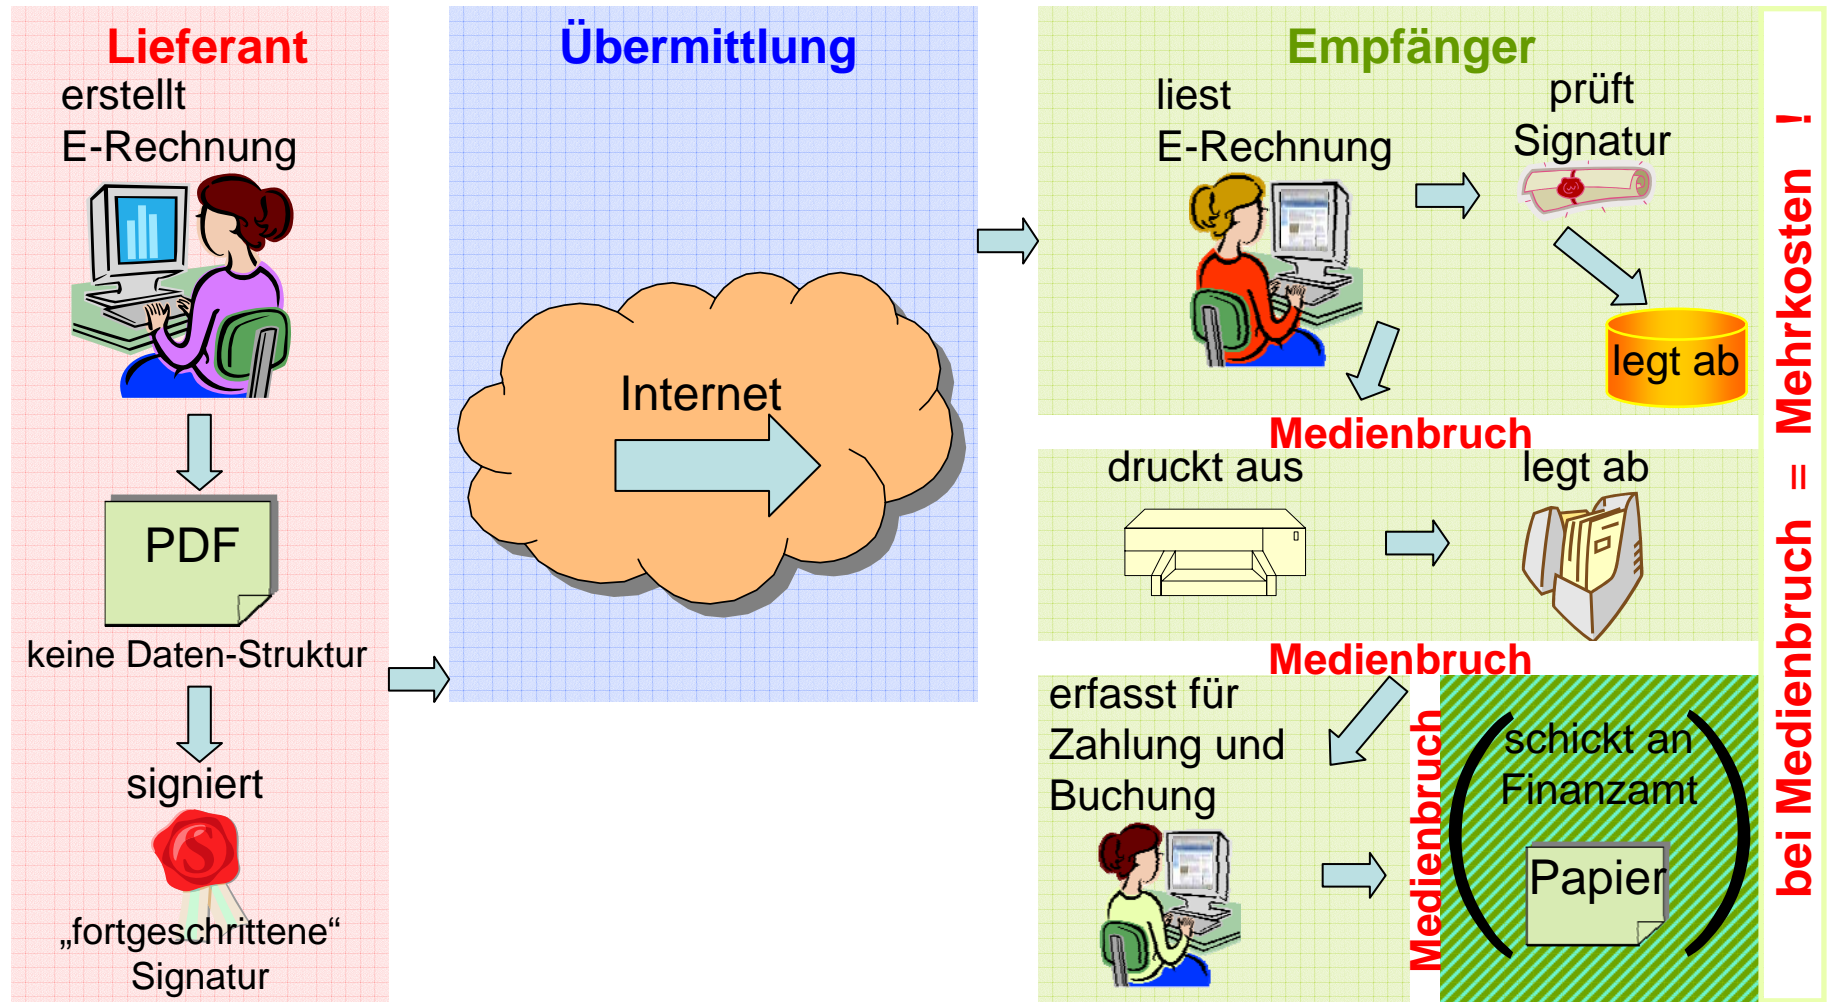 Lieferant
erstellt
E-Rechnung
PDF
keine Daten-Struktur
signiert
S
„fortgeschrittene“
Signatur
Übermittlung
Internet
Empfänger
liest
E-Rechnung
prüft
Signatur
legt ab
Medienbruch
druckt aus
legt ab
Medienbruch
erfasst für
Zahlung und
Buchung
Medienbruch
(schickt an
Finanzamt
Papier)
bei Medienbruch = Mehrkosten !